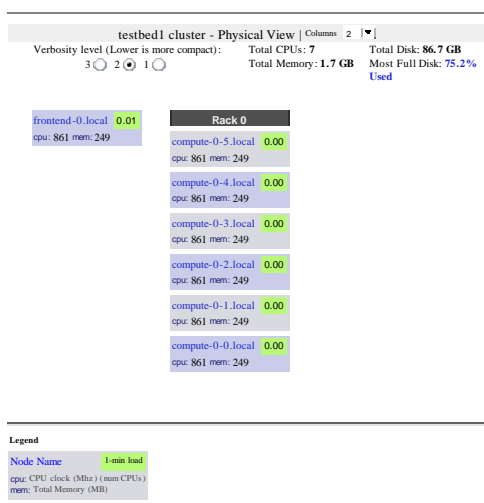 testbed1 cluster - Physical View | Columns 2
Verbosity level (Lower is more compact):
3 2 1
Total CPUs: 7
Total Memory: 1.7 GB
Total Disk: 86.7 GB
Most Full Disk: 75.2%
Used
frontend-0.local 0.01
cpu: 861 mem: 249
Rack 0
compute-0-5.local 0.00
cpu: 861 mem: 249
compute-0-4.local 0.00
cpu: 861 mem: 249
compute-0-3.local 0.00
cpu: 861 mem: 249
compute-0-2.local 0.00
cpu: 861 mem: 249
compute-0-1.local 0.00
cpu: 861 mem: 249
compute-0-0.local 0.00
cpu: 861 mem: 249
Legend
Node Name 1-min load
cpu: CPU clock (Mhz) (num CPUs)
mem: Total Memory (MB)